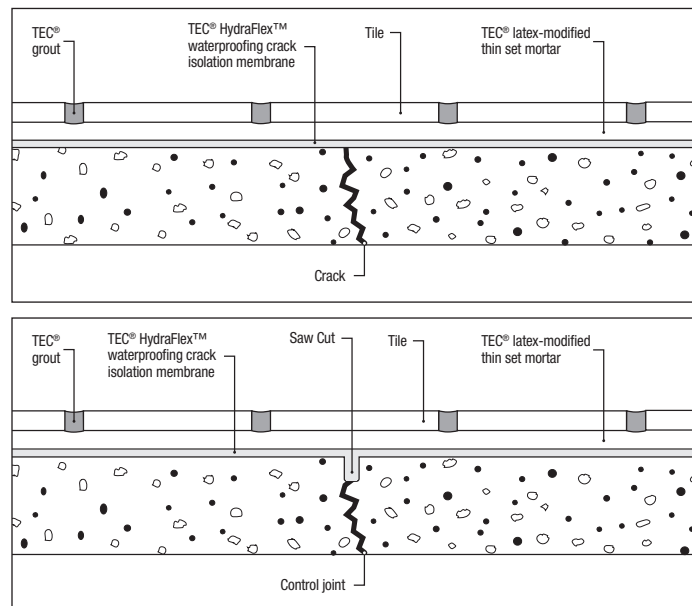 TEC®
grout
TEC® HydraFlex™
waterproofing crack
isolation membrane
Tile
TEC® latex-modified
thin set mortar
Crack
TEC®
grout
TEC® HydraFlex™
waterproofing crack
isolation membrane
Saw Cut
Tile
TEC® latex-modified
thin set mortar
Control joint